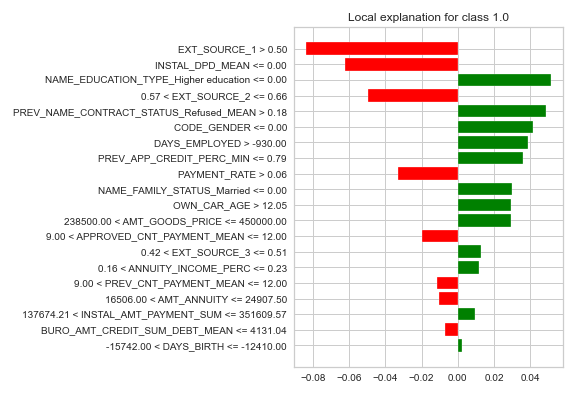 Local explanation for class 1.0
EXT_SOURCE_1 > 0.50
INSTAL_DPD_MEAN <= 0.00
NAME_EDUCATION_TYPE_Higher education <= 0.00
0.57 < EXT_SOURCE_2 <= 0.66
PREV_NAME_CONTRACT_STATUS_Refused_MEAN > 0.18
CODE_GENDER <= 0.00
DAYS_EMPLOYED > -930.00
PREV_APP_CREDIT_PERC_MIN <= 0.79
PAYMENT_RATE > 0.06
NAME_FAMILY_STATUS_Married <= 0.00
OWN_CAR_AGE > 12.05
238500.00 < AMT_GOODS_PRICE <= 450000.00
9.00 < APPROVED_CNT_PAYMENT_MEAN <= 12.00
0.42 < EXT_SOURCE_3 <= 0.51
0.16 < ANNUITY_INCOME_PERC <= 0.23
9.00 < PREV_CNT_PAYMENT_MEAN <= 12.00
16506.00 < AMT_ANNUITY <= 24907.50
137674.21 < INSTAL_AMT_PAYMENT_SUM <= 351609.57
BURO_AMT_CREDIT_SUM_DEBT_MEAN <= 4131.04
-15742.00 < DAYS_BIRTH <= -12410.00
−0.08 −0.06 −0.04 −0.02 0.00 0.02 0.04